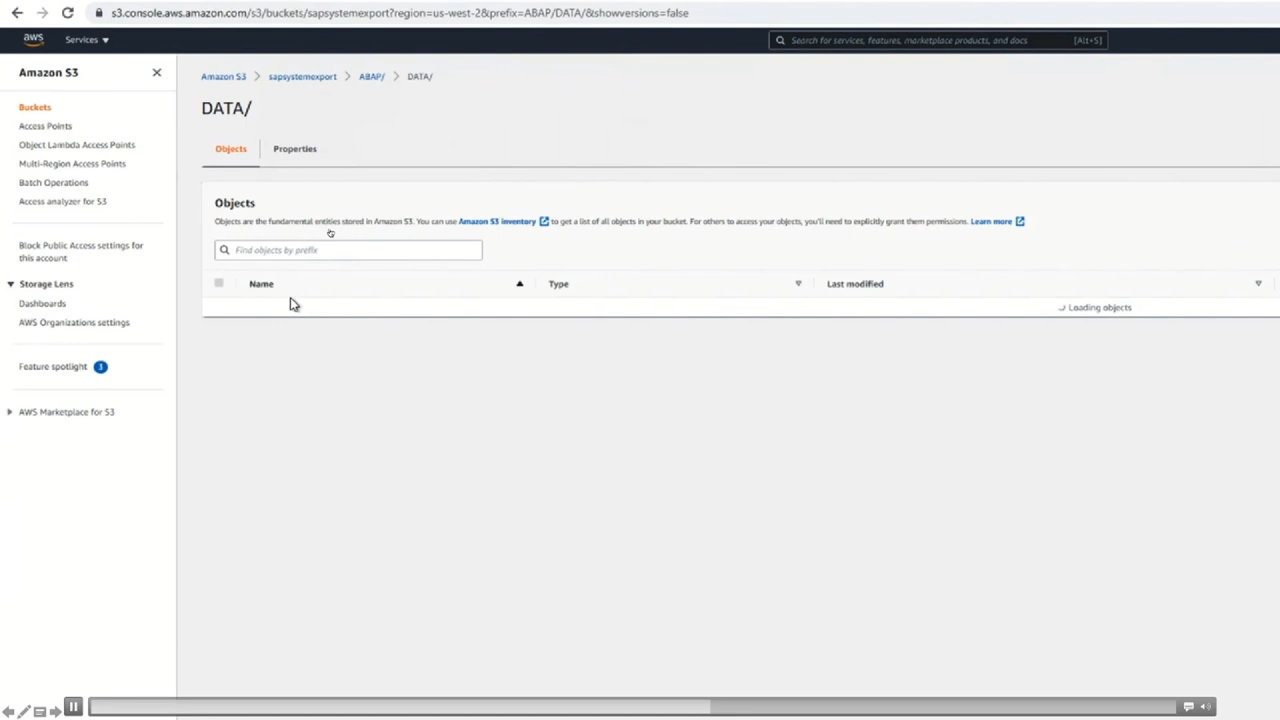 s3.console.aws.amazon.com/s3/buckets/sapsystemexport?region=us-west-2&prefix=ABAP/DATA/&showversions=false
aws
Services
Search for services, features, marketplace products, and docs [Alt+S]
Amazon S3
Buckets
Access Points
Object Lambda Access Points
Multi-Region Access Points
Batch Operations
Access analyzer for S3
Block Public Access settings for
this account
Storage Lens
Dashboards
AWS Organizations settings
Feature spotlight 3
AWS Marketplace for S3
Amazon S3 > sapsystemexport > ABAP/ > DATA/
DATA/
Objects Properties
Objects
Objects are the fundamental entities stored in Amazon S3. You can use Amazon S3 inventory to get a list of all objects in your bucket. For others to access your objects, you'll need to explicitly grant them permissions. Learn more
Find objects by prefix
Name Type Last modified
Loading objects